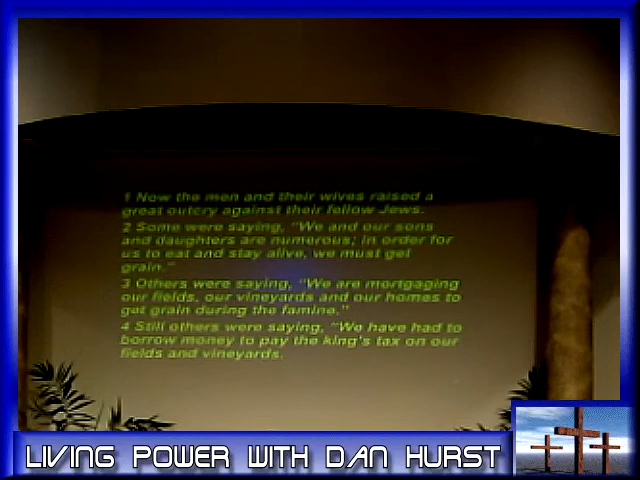 1 Now the men and their wives raised a
great outcry against their fellow Jews.
2 Some were saying, "We and our sons
and daughters are numerous; in order for
us to eat and stay alive, we must get
grain."
3 Others were saying, "We are mortgaging
our fields, our vineyards and our homes to
get grain during the famine."
4 Still others were saying, "We have had to
borrow money to pay the king's tax on our
fields and vineyards.
LIVING POWER WITH DAN HURST